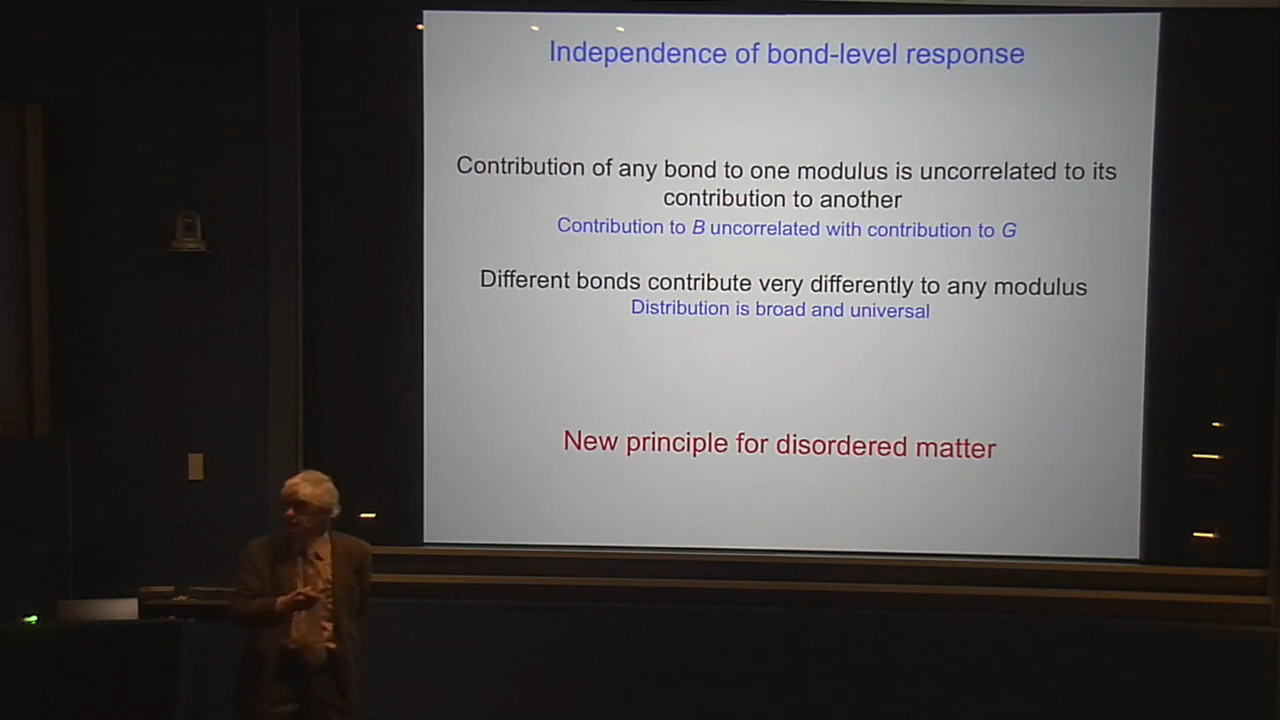 Independence of bond-level response
Contribution of any bond to one modulus is uncorrelated to its
contribution to another
Contribution to B uncorrelated with contribution to G
Different bonds contribute very differently to any modulus
Distribution is broad and universal
New principle for disordered matter